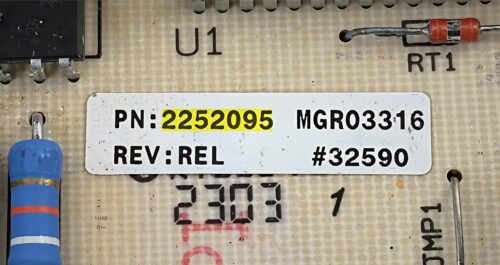 U1
RT1
PN:2252095 MGR03316
REV:REL #32590
2303 1
JMP1